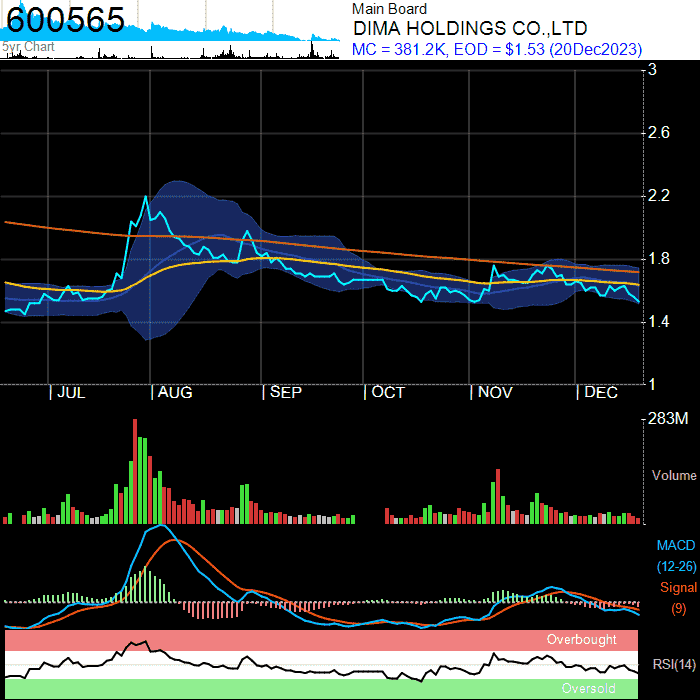 600565
5yr Chart
Main Board
DIMA HOLDINGS CO.,LTD
MC = 381.2K, EOD = $1.53 (20Dec2023)
3
2.6
2.2
1.8
1.4
1
| JUL | AUG | SEP | OCT | NOV | DEC
283M
Volume
MACD
(12-26)
Signal
(9)
Overbought
RSI(14)
Oversold